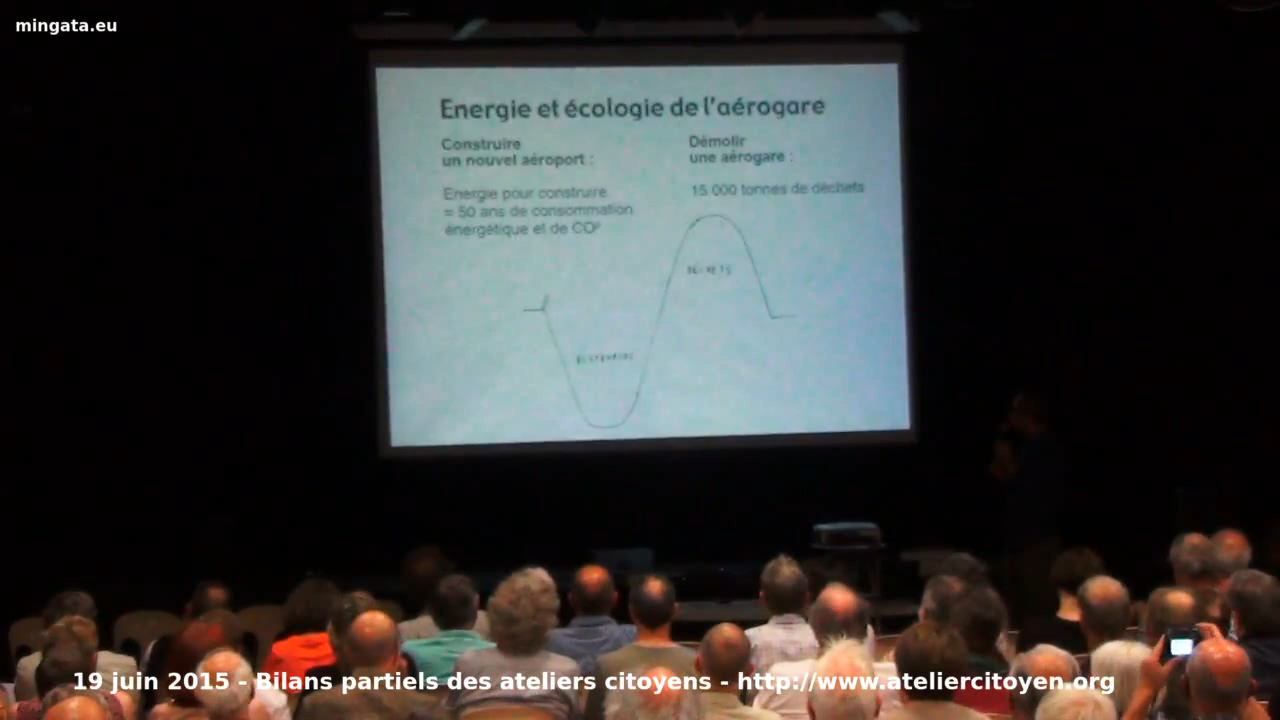 mingata.eu
Energie et écologie de l'aérogare
Construire
un nouvel aéroport :
Energie pour construire
= 50 ans de consommation
énergétique et de CO²
Démolir
une aérogare :
15 000 tonnes de déchets
19 juin 2015 - Bilans partiels des ateliers citoyens - http://www.ateliercitoyen.org